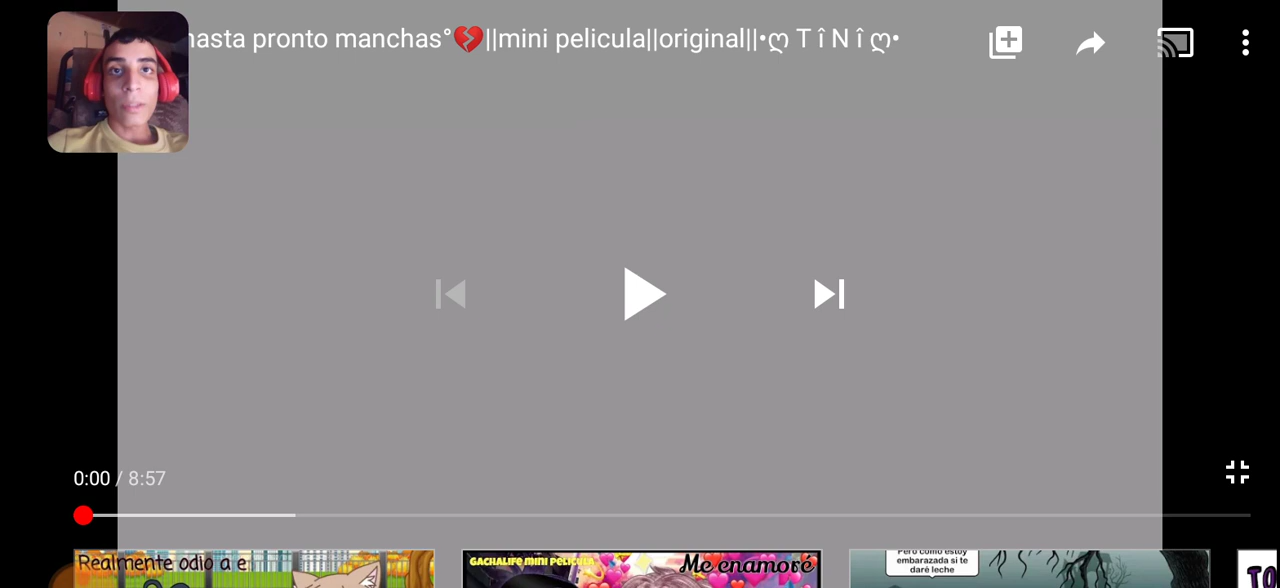 hasta pronto manchas°💔||mini pelicula||original||•ღ T î N î ღ•
0:00 / 8:57
Realmente odio a e
GACHALIFE MINI PELICULA
Me enamoré
Pero como estoy
embarazada si te
daré leche